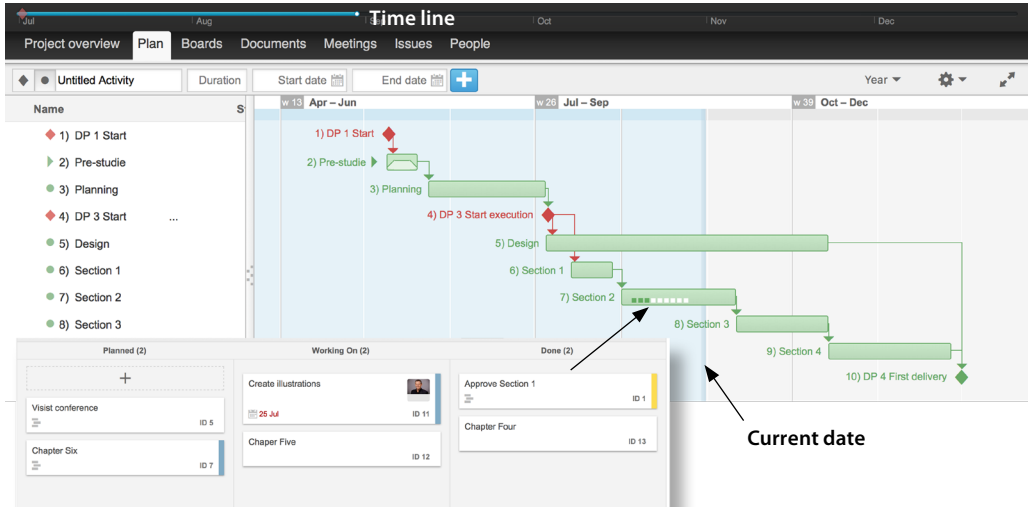 Time line
Jul Aug Sep Oct Nov Dec
Project overview Plan Boards Documents Meetings Issues People
Untitled Activity Duration Start date End date + Year
Name S
w 13 Apr – Jun w 26 Jul – Sep w 39 Oct – Dec
1) DP 1 Start
2) Pre-studie
3) Planning
4) DP 3 Start ...
5) Design
6) Section 1
7) Section 2
8) Section 3
1) DP 1 Start
2) Pre-studie
3) Planning
4) DP 3 Start execution
5) Design
6) Section 1
7) Section 2
8) Section 3
9) Section 4
10) DP 4 First delivery
Current date
Planned (2)
+
Visist conference
ID 5
Chapter Six
ID 7
Working On (2)
Create illustrations
25 Jul ID 11
Chaper Five
ID 12
Done (2)
Approve Section 1
ID 1
Chapter Four
ID 13